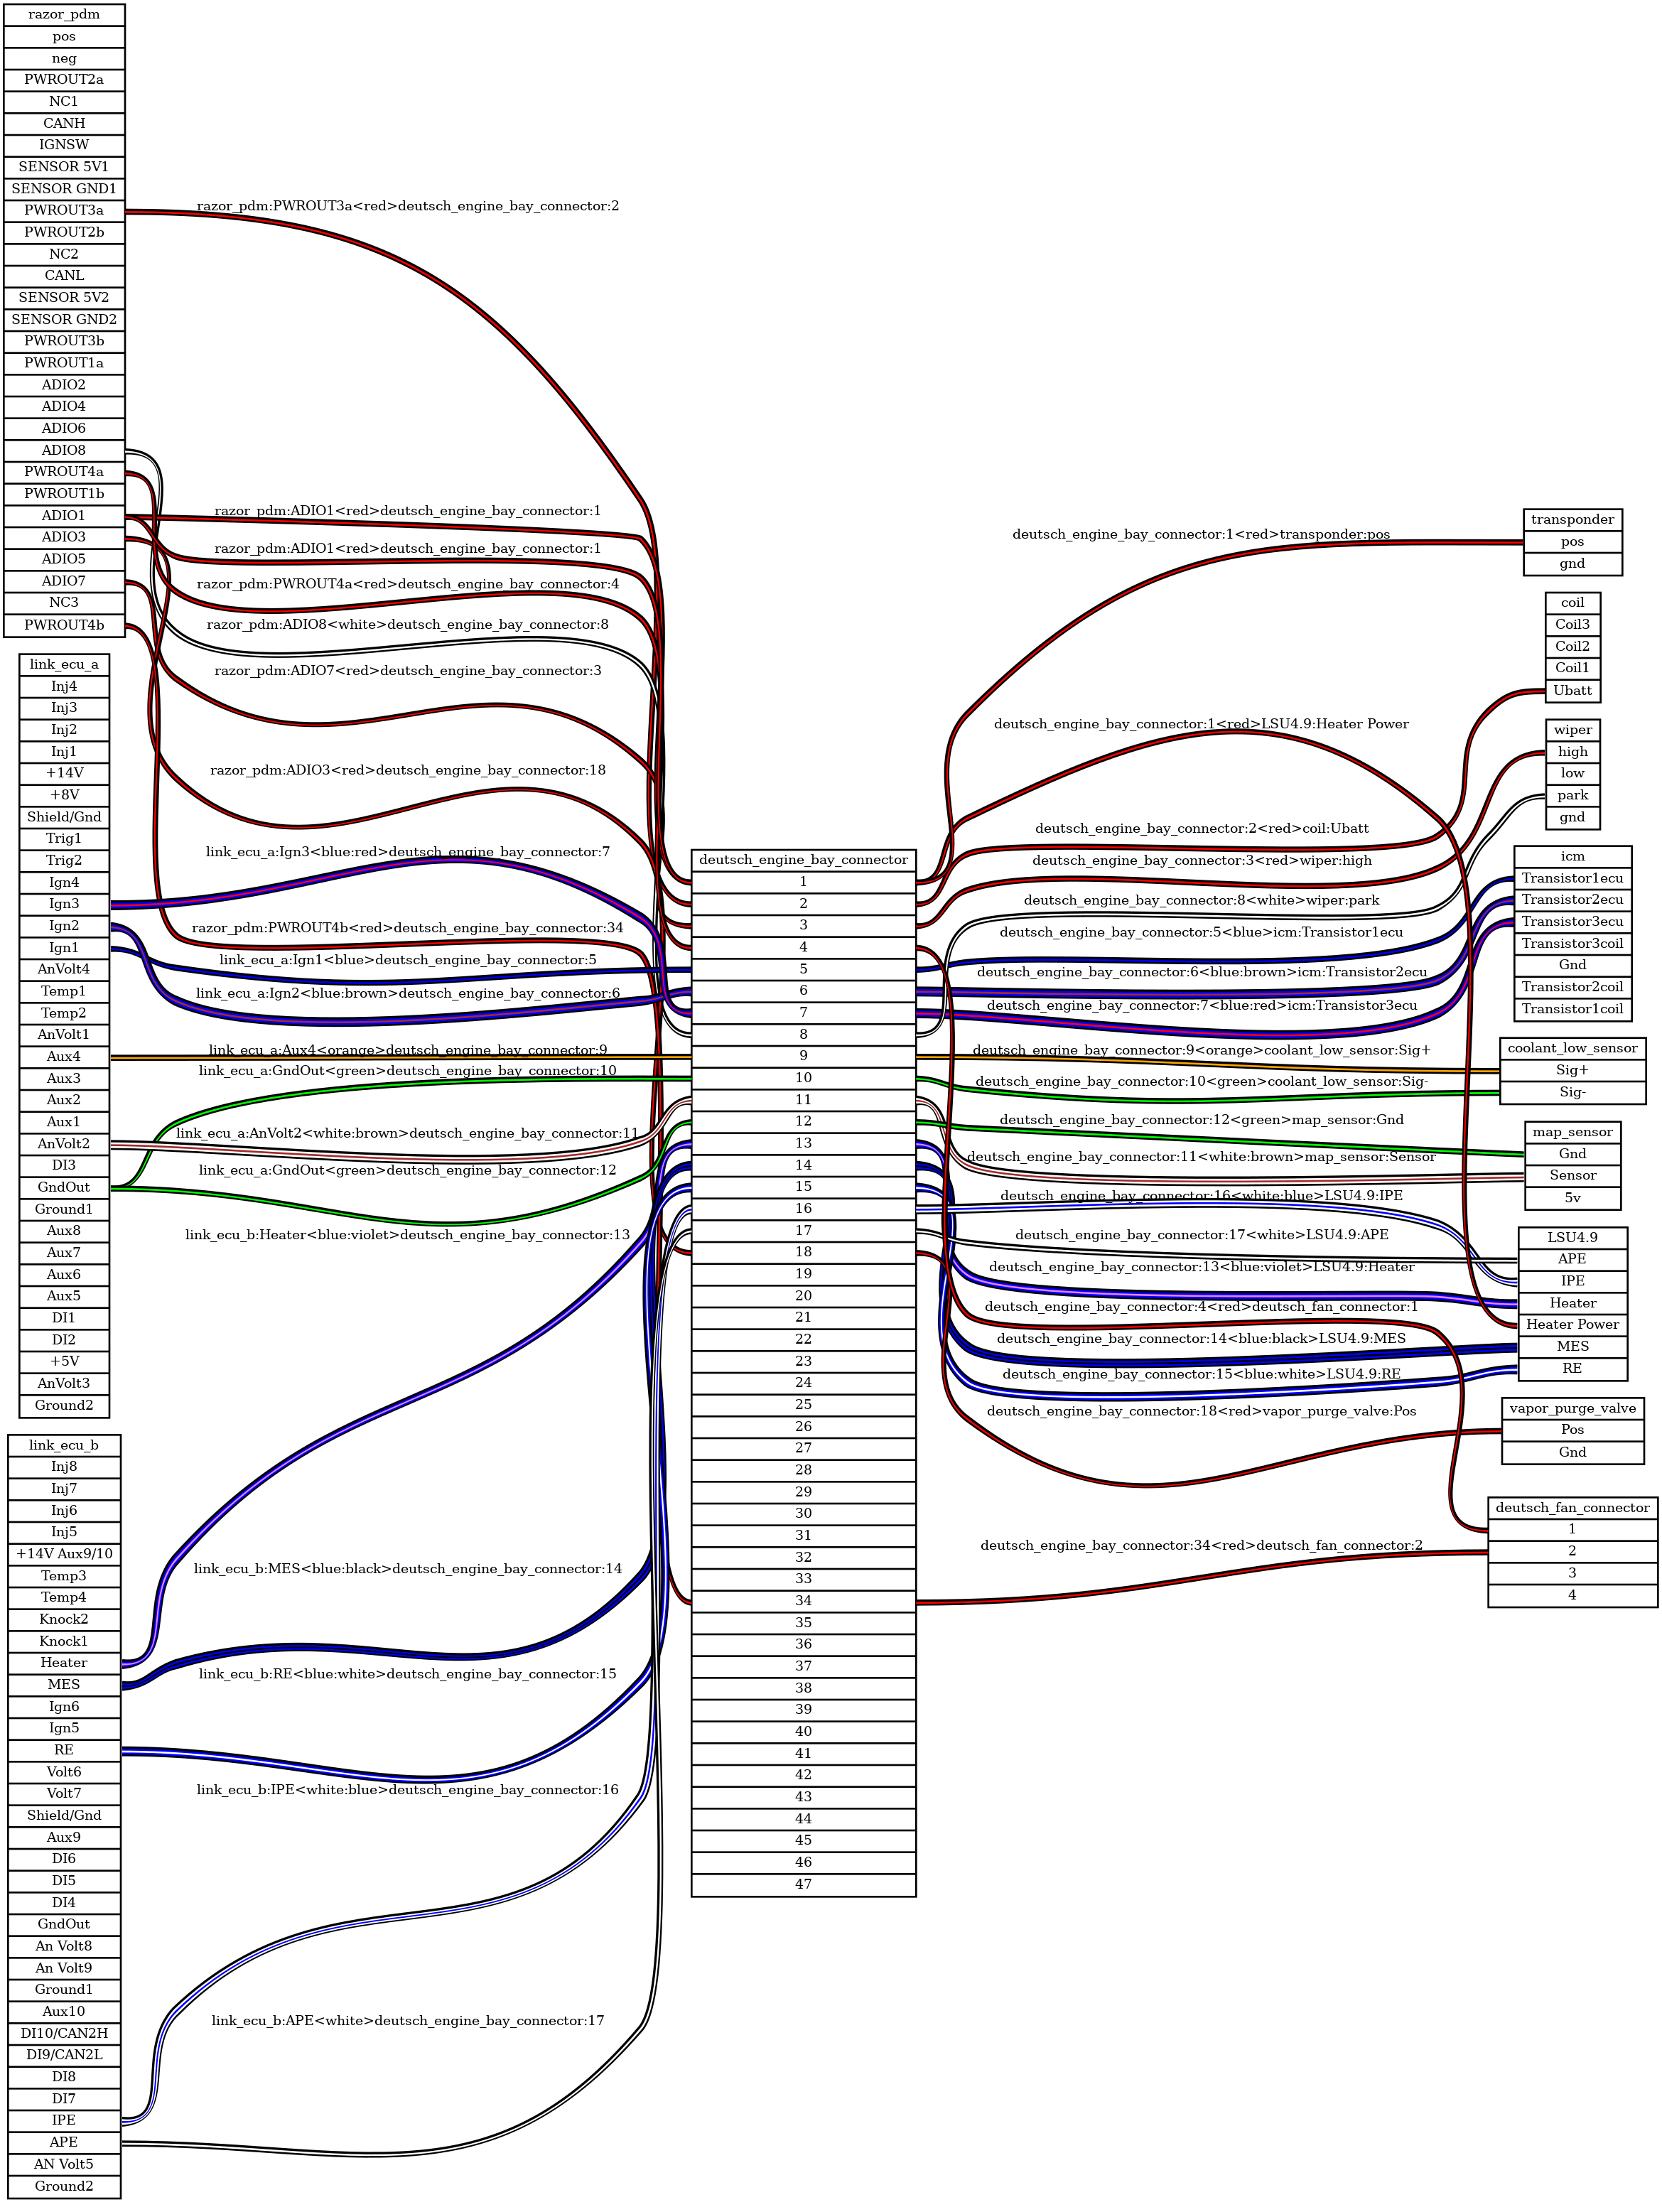 razor_pdm
pos
neg
PWROUT2a
NC1
CANH
IGNSW
SENSOR 5V1
SENSOR GND1
PWROUT3a
PWROUT2b
NC2
CANL
SENSOR 5V2
SENSOR GND2
PWROUT3b
PWROUT1a
ADIO2
ADIO4
ADIO6
ADIO8
PWROUT4a
PWROUT1b
ADIO1
ADIO3
ADIO5
ADIO7
NC3
PWROUT4b
link_ecu_a
Inj4
Inj3
Inj2
Inj1
+14V
+8V
Shield/Gnd
Trig1
Trig2
Ign4
Ign3
Ign2
Ign1
AnVolt4
Temp1
Temp2
AnVolt1
Aux4
Aux3
Aux2
Aux1
AnVolt2
DI3
GndOut
Ground1
Aux8
Aux7
Aux6
Aux5
DI1
DI2
+5V
AnVolt3
Ground2
link_ecu_b
Inj8
Inj7
Inj6
Inj5
+14V Aux9/10
Temp3
Temp4
Knock2
Knock1
Heater
MES
Ign6
Ign5
RE
Volt6
Volt7
Shield/Gnd
Aux9
DI6
DI5
DI4
GndOut
An Volt8
An Volt9
Ground1
Aux10
DI10/CAN2H
DI9/CAN2L
DI8
DI7
IPE
APE
AN Volt5
Ground2
razor_pdm:PWROUT3a<red>deutsch_engine_bay_connector:2
razor_pdm:ADIO1<red>deutsch_engine_bay_connector:1
razor_pdm:ADIO1<red>deutsch_engine_bay_connector:1
razor_pdm:PWROUT4a<red>deutsch_engine_bay_connector:4
razor_pdm:ADIO8<white>deutsch_engine_bay_connector:8
razor_pdm:ADIO7<red>deutsch_engine_bay_connector:3
razor_pdm:ADIO3<red>deutsch_engine_bay_connector:18
link_ecu_a:Ign3<blue:red>deutsch_engine_bay_connector:7
razor_pdm:PWROUT4b<red>deutsch_engine_bay_connector:34
link_ecu_a:Ign1<blue>deutsch_engine_bay_connector:5
link_ecu_a:Ign2<blue:brown>deutsch_engine_bay_connector:6
link_ecu_a:Aux4<orange>deutsch_engine_bay_connector:9
link_ecu_a:GndOut<green>deutsch_engine_bay_connector:10
link_ecu_a:AnVolt2<white:brown>deutsch_engine_bay_connector:11
link_ecu_a:GndOut<green>deutsch_engine_bay_connector:12
link_ecu_b:Heater<blue:violet>deutsch_engine_bay_connector:13
link_ecu_b:MES<blue:black>deutsch_engine_bay_connector:14
link_ecu_b:RE<blue:white>deutsch_engine_bay_connector:15
link_ecu_b:IPE<white:blue>deutsch_engine_bay_connector:16
link_ecu_b:APE<white>deutsch_engine_bay_connector:17
deutsch_engine_bay_connector
1
2
3
4
5
6
7
8
9
10
11
12
13
14
15
16
17
18
19
20
21
22
23
24
25
26
27
28
29
30
31
32
33
34
35
36
37
38
39
40
41
42
43
44
45
46
47
deutsch_engine_bay_connector:1<red>transponder:pos
deutsch_engine_bay_connector:1<red>LSU4.9:Heater Power
deutsch_engine_bay_connector:2<red>coil:Ubatt
deutsch_engine_bay_connector:3<red>wiper:high
deutsch_engine_bay_connector:8<white>wiper:park
deutsch_engine_bay_connector:5<blue>icm:Transistor1ecu
deutsch_engine_bay_connector:6<blue:brown>icm:Transistor2ecu
deutsch_engine_bay_connector:7<blue:red>icm:Transistor3ecu
deutsch_engine_bay_connector:9<orange>coolant_low_sensor:Sig+
deutsch_engine_bay_connector:10<green>coolant_low_sensor:Sig-
deutsch_engine_bay_connector:12<green>map_sensor:Gnd
deutsch_engine_bay_connector:11<white:brown>map_sensor:Sensor
deutsch_engine_bay_connector:16<white:blue>LSU4.9:IPE
deutsch_engine_bay_connector:17<white>LSU4.9:APE
deutsch_engine_bay_connector:13<blue:violet>LSU4.9:Heater
deutsch_engine_bay_connector:4<red>deutsch_fan_connector:1
deutsch_engine_bay_connector:14<blue:black>LSU4.9:MES
deutsch_engine_bay_connector:15<blue:white>LSU4.9:RE
deutsch_engine_bay_connector:18<red>vapor_purge_valve:Pos
deutsch_engine_bay_connector:34<red>deutsch_fan_connector:2
transponder
pos
gnd
coil
Coil3
Coil2
Coil1
Ubatt
wiper
high
low
park
gnd
icm
Transistor1ecu
Transistor2ecu
Transistor3ecu
Transistor3coil
Gnd
Transistor2coil
Transistor1coil
coolant_low_sensor
Sig+
Sig-
map_sensor
Gnd
Sensor
5v
LSU4.9
APE
IPE
Heater
Heater Power
MES
RE
vapor_purge_valve
Pos
Gnd
deutsch_fan_connector
1
2
3
4